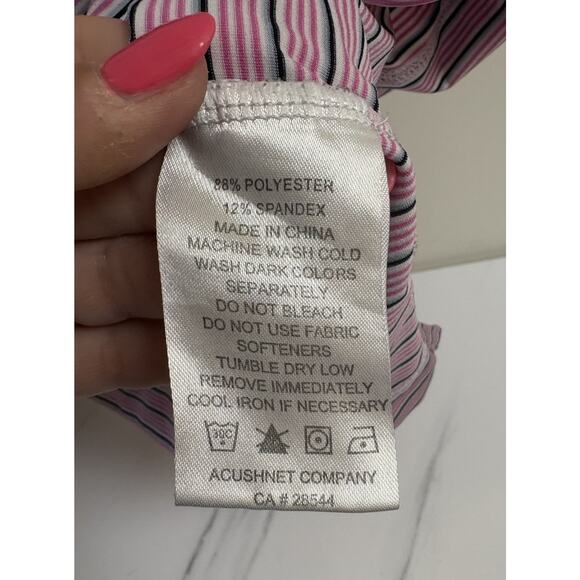 88% POLYESTER
12% SPANDEX
MADE IN CHINA
MACHINE WASH COLD
WASH DARK COLORS
SEPARATELY
DO NOT BLEACH
DO NOT USE FABRIC
SOFTENERS
TUMBLE DRY LOW
REMOVE IMMEDIATELY
COOL IRON IF NECESSARY
30C
ACUSHNET COMPANY
CA # 28544